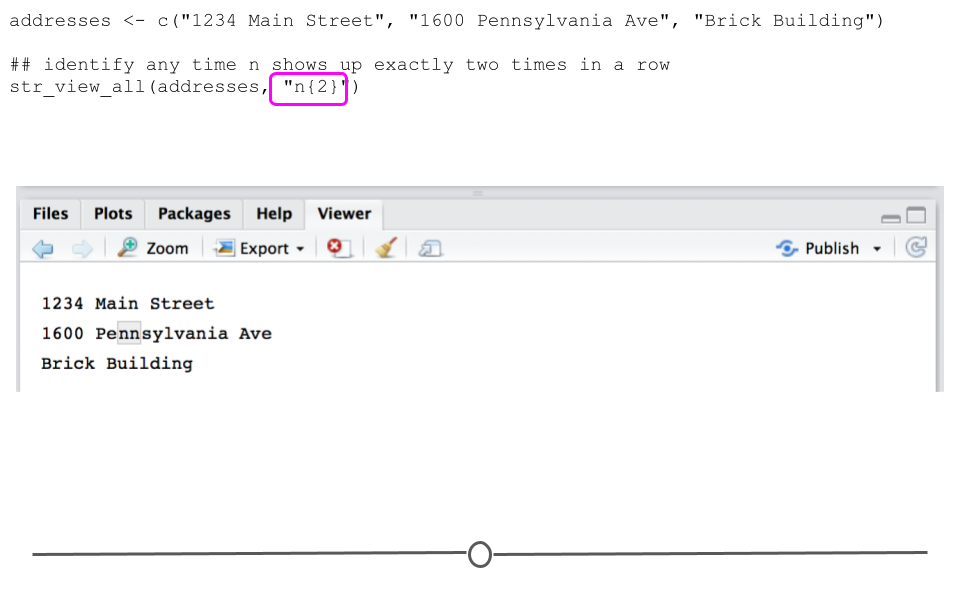 addresses <- c("1234 Main Street", "1600 Pennsylvania Ave", "Brick Building")
## identify any time n shows up exactly two times in a row
str_view_all(addresses, "n{2}")
Files Plots Packages Help Viewer
Zoom Export Publish
1234 Main Street
1600 Pennsylvania Ave
Brick Building